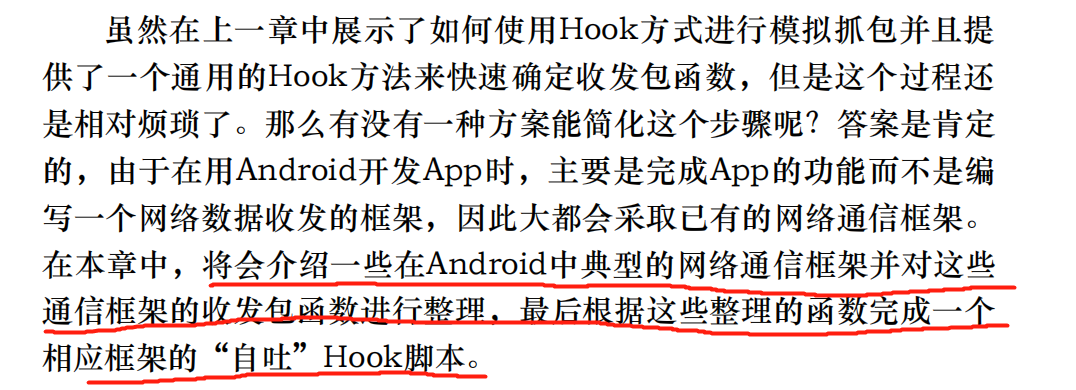 虽然在上一章中展示了如何使用Hook方式进行模拟抓包并且提
供了一个通用的Hook方法来快速确定收发包函数，但是这个过程还
是相对烦琐了。那么有没有一种方案能简化这个步骤呢？答案是肯定
的，由于在用Android开发App时，主要是完成App的功能而不是编
写一个网络数据收发的框架，因此大都会采取已有的网络通信框架。
在本章中，将会介绍一些在Android中典型的网络通信框架并对这些
通信框架的收发包函数进行整理，最后根据这些整理的函数完成一个
相应框架的“自吐”Hook脚本。